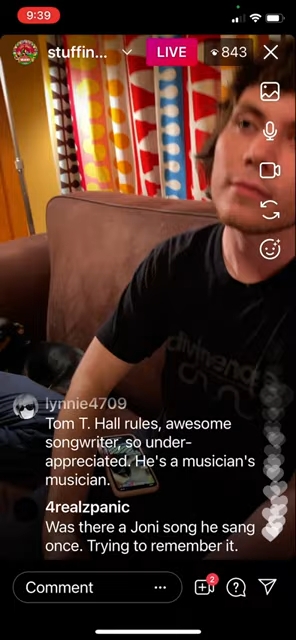 9:39
stuffin...
LIVE
843
lynnie4709
Tom T. Hall rules, awesome
songwriter, so under-
appreciated. He's a musician's
musician.
4realzpanic
Was there a Joni song he sang
once. Trying to remember it.
Comment
2